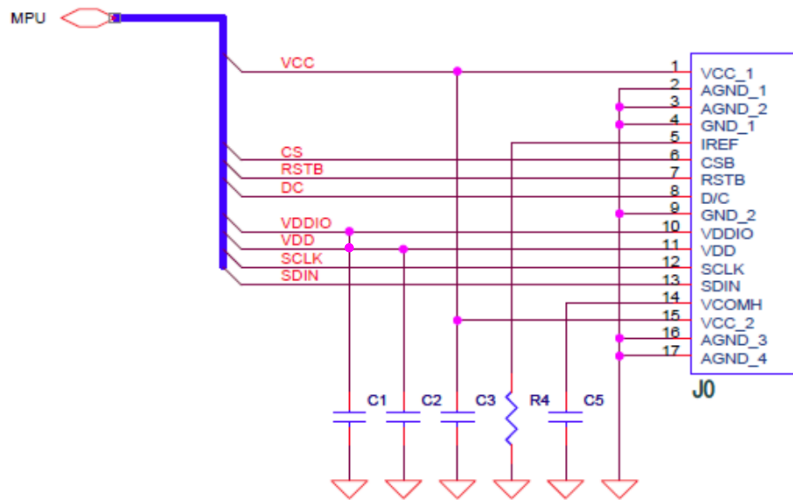 MPU
VCC
1 VCC_1
2 AGND_1
3 AGND_2
4 GND_1
5 IREF
CS
6 CSB
RSTB
7 RSTB
DC
8 D/C
9 GND_2
VDDIO
10 VDDIO
VDD
11 VDD
SCLK
12 SCLK
SDIN
13 SDIN
14 VCOMH
15 VCC_2
16 AGND_3
17 AGND_4
J0
C1 C2 C3 R4 C5